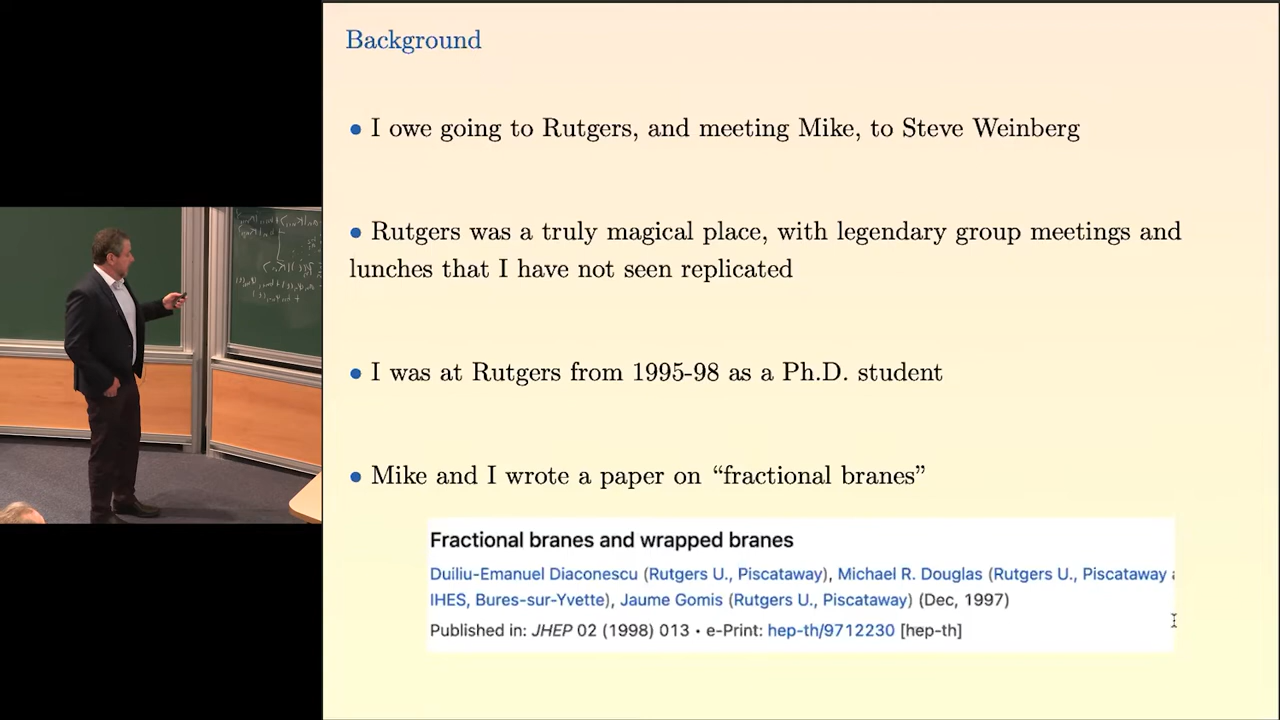 Background
• I owe going to Rutgers, and meeting Mike, to Steve Weinberg
• Rutgers was a truly magical place, with legendary group meetings and
lunches that I have not seen replicated
• I was at Rutgers from 1995-98 as a Ph.D. student
• Mike and I wrote a paper on “fractional branes”
Fractional branes and wrapped branes
Duiliu-Emanuel Diaconescu (Rutgers U., Piscataway), Michael R. Douglas (Rutgers U., Piscataway
IHES, Bures-sur-Yvette), Jaume Gomis (Rutgers U., Piscataway) (Dec, 1997)
Published in: JHEP 02 (1998) 013 • e-Print: hep-th/9712230 [hep-th]